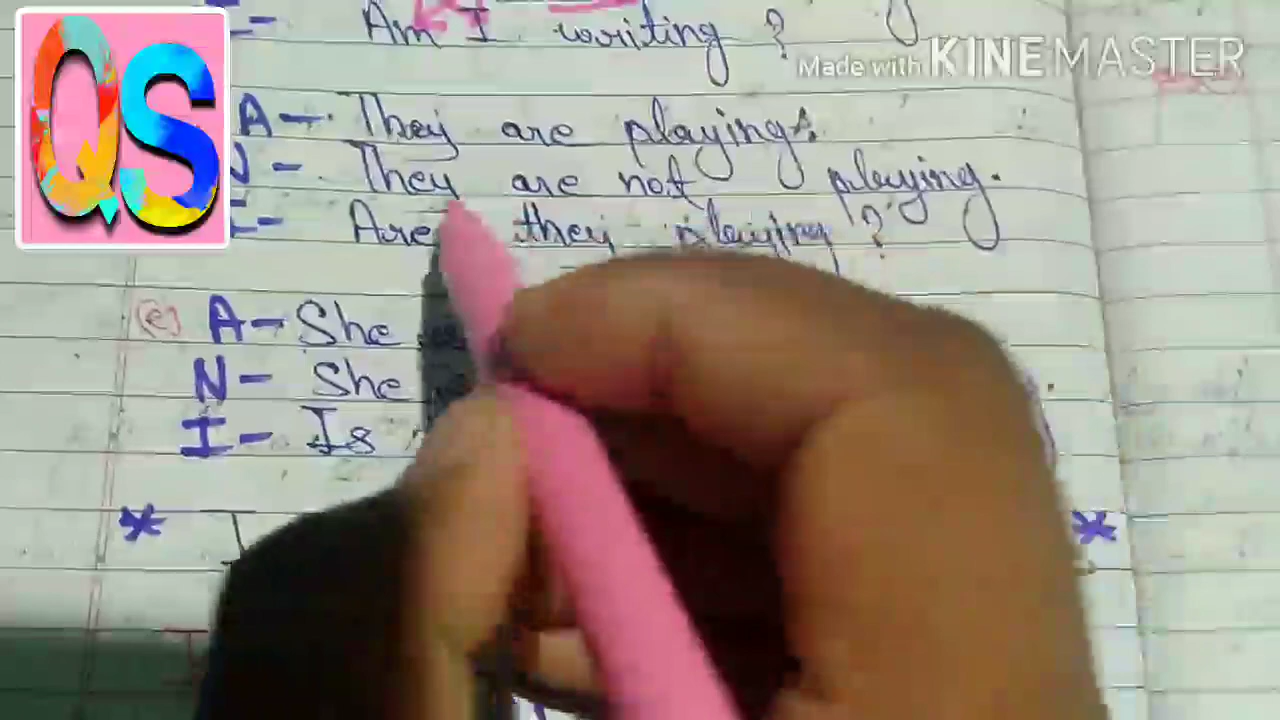 I- Am I writing ?
Made with KINEMASTER
QS
A- They are playing.
N- They are not playing.
I- Are they playing ?
(e) A- She
N- She
I- Is
* *